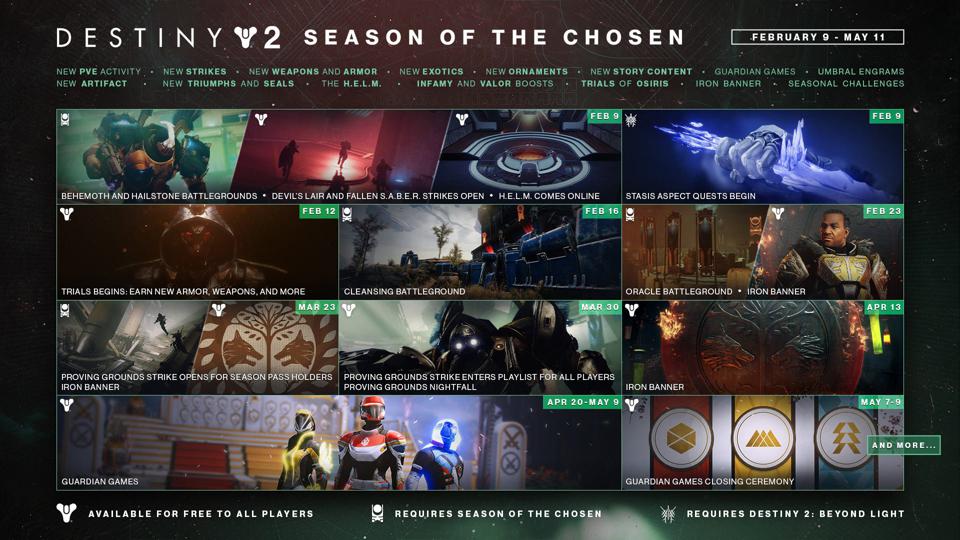 DESTINY 2 SEASON OF THE CHOSEN
FEBRUARY 9 - MAY 11
NEW PVE ACTIVITY • NEW STRIKES • NEW WEAPONS AND ARMOR • NEW EXOTICS • NEW ORNAMENTS • NEW STORY CONTENT • GUARDIAN GAMES • UMBRAL ENGRAMS
NEW ARTIFACT • NEW TRIUMPHS AND SEALS • THE H.E.L.M. • INFAMY AND VALOR BOOSTS • TRIALS OF OSIRIS • IRON BANNER • SEASONAL CHALLENGES
FEB 9
BEHEMOTH AND HAILSTONE BATTLEGROUNDS • DEVIL'S LAIR AND FALLEN S.A.B.E.R. STRIKES OPEN • H.E.L.M. COMES ONLINE
FEB 9
STASIS ASPECT QUESTS BEGIN
FEB 12
TRIALS BEGINS: EARN NEW ARMOR, WEAPONS, AND MORE
FEB 16
CLEANSING BATTLEGROUND
FEB 23
ORACLE BATTLEGROUND • IRON BANNER
MAR 23
PROVING GROUNDS STRIKE OPENS FOR SEASON PASS HOLDERS
IRON BANNER
MAR 30
PROVING GROUNDS STRIKE ENTERS PLAYLIST FOR ALL PLAYERS
PROVING GROUNDS NIGHTFALL
APR 13
IRON BANNER
APR 20-MAY 9
GUARDIAN GAMES
MAY 7-9
GUARDIAN GAMES CLOSING CEREMONY
AND MORE...
AVAILABLE FOR FREE TO ALL PLAYERS
REQUIRES SEASON OF THE CHOSEN
REQUIRES DESTINY 2: BEYOND LIGHT